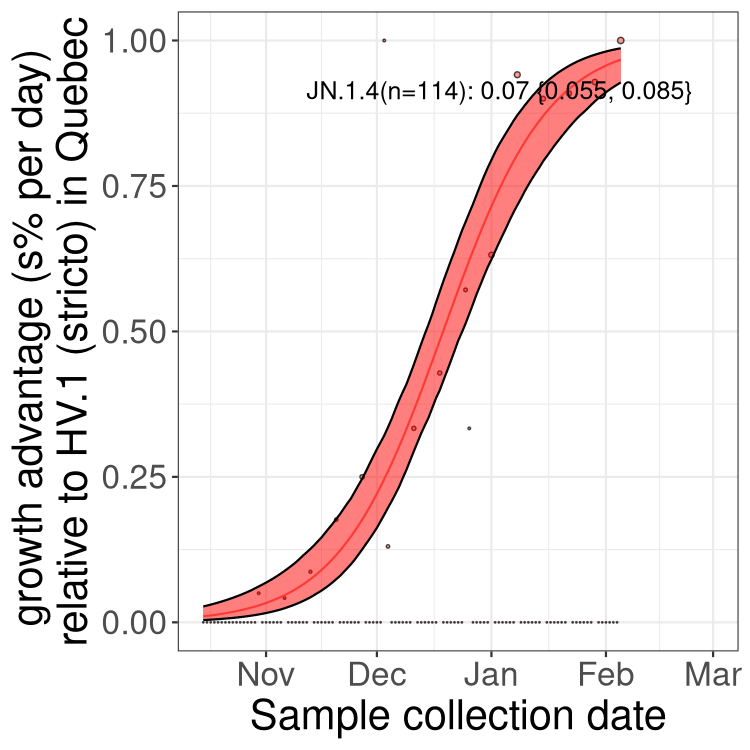 growth advantage (s% per day)
relative to HV.1 (stricto) in Quebec
1.00
JN.1.4(n=114): 0.07 {0.055, 0.085}
0.75
0.50
0.25
0.00
Nov Dec Jan Feb Mar
Sample collection date